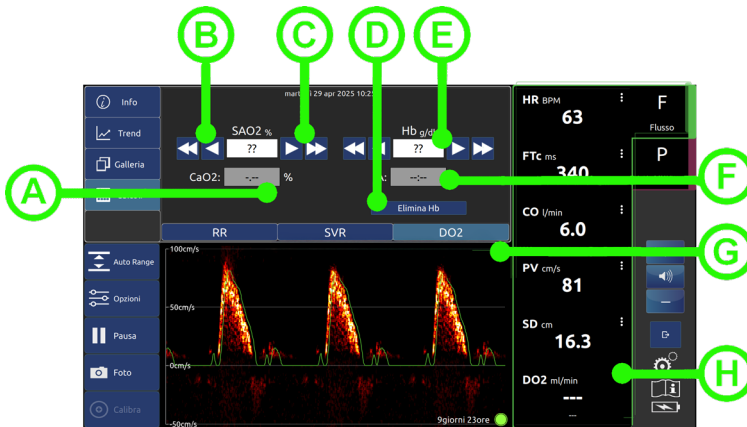 B
C
D
E
martedì 29 apr 2025 10:25
Info
Trend
Galleria
SAO2 %
??
Hb g/dl
??
CaO2:
-.--
%
A:
--:--
Elimina Hb
RR
SVR
DO2
HR BPM
63
FTc ms
340
CO l/min
6.0
PV cm/s
81
SD cm
16.3
DO2 ml/min
---
---
F
Flusso
P
A
F
G
H
Auto Range
Opzioni
Pausa
Foto
Calibra
100cm/s
50cm/s
0cm/s
-50cm/s
9giorni 23ore